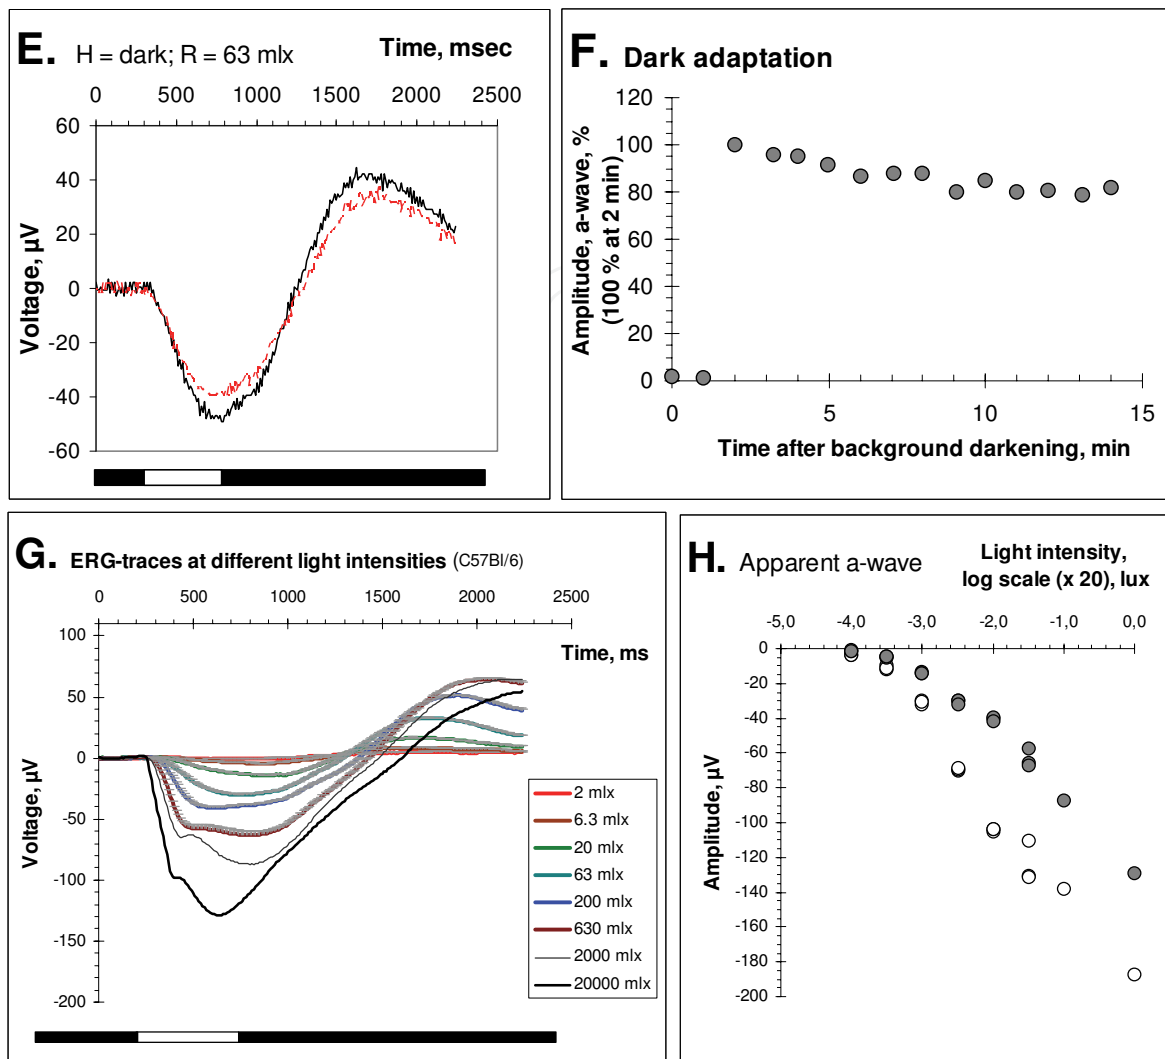 E. H = dark; R = 63 mlx
Time, msec
0 500 1000 1500 2000 2500
60
40
20
0
-20
-40
-60
Voltage, µV
F. Dark adaptation
120
100
80
60
40
20
0
Amplitude, a-wave, %
(100 % at 2 min)
0 5 10 15
Time after background darkening, min
G. ERG-traces at different light intensities (C57Bl/6)
0 500 1000 1500 2000 2500
Time, ms
100
50
0
-50
-100
-150
-200
Voltage, µV
2 mlx
6.3 mlx
20 mlx
63 mlx
200 mlx
630 mlx
2000 mlx
20000 mlx
H. Apparent a-wave
Light intensity,
log scale (x 20), lux
-5,0 -4,0 -3,0 -2,0 -1,0 0,0
0
-20
-40
-60
-80
-100
-120
-140
-160
-180
-200
Amplitude, µV